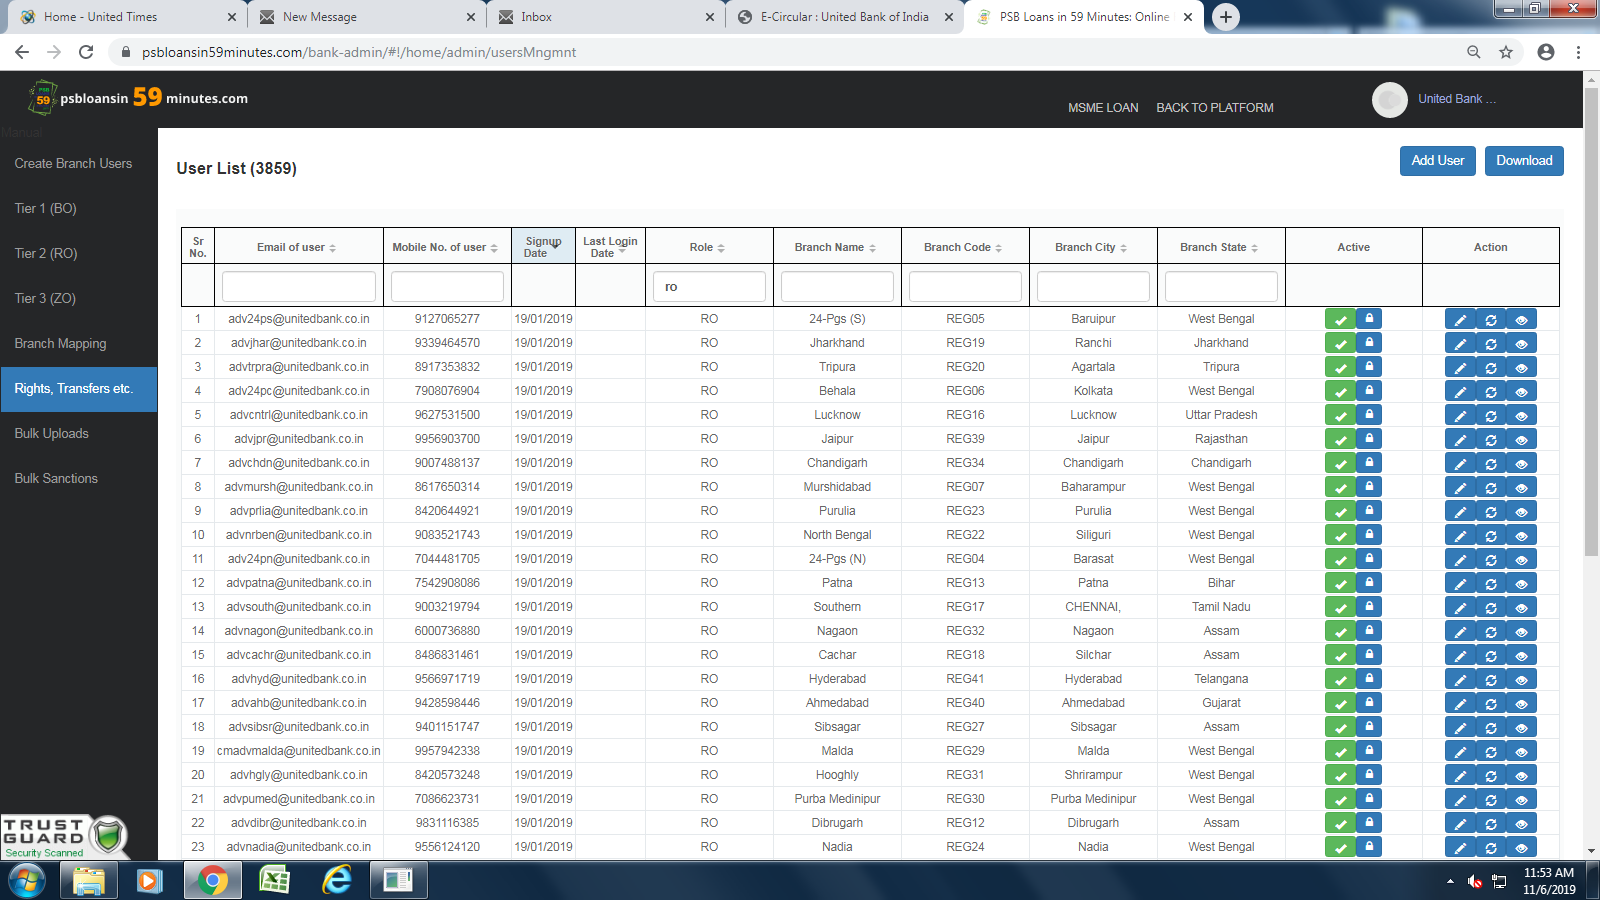 Home - United Times
New Message
Inbox
E-Circular : United Bank of India
PSB Loans in 59 Minutes: Online
psbloansin59minutes.com/bank-admin/#!/home/admin/usersMngmnt
PSB 59 psbloansin 59 minutes.com
MSME LOAN BACK TO PLATFORM United Bank ...
Manual
Create Branch Users
Tier 1 (BO)
Tier 2 (RO)
Tier 3 (ZO)
Branch Mapping
Rights, Transfers etc.
Bulk Uploads
Bulk Sanctions
TRUST GUARD
Security Scanned
User List (3859) Add User Download
Sr No. Email of user Mobile No. of user Signup Date Last Login Date Role Branch Name Branch Code Branch City Branch State Active Action
ro
1 adv24ps@unitedbank.co.in 9127065277 19/01/2019 RO 24-Pgs (S) REG05 Baruipur West Bengal
2 advjhar@unitedbank.co.in 9339464570 19/01/2019 RO Jharkhand REG19 Ranchi Jharkhand
3 advtrpra@unitedbank.co.in 8917353832 19/01/2019 RO Tripura REG20 Agartala Tripura
4 adv24pc@unitedbank.co.in 7908076904 19/01/2019 RO Behala REG06 Kolkata West Bengal
5 advcntrl@unitedbank.co.in 9627531500 19/01/2019 RO Lucknow REG16 Lucknow Uttar Pradesh
6 advjpr@unitedbank.co.in 9956903700 19/01/2019 RO Jaipur REG39 Jaipur Rajasthan
7 advchdn@unitedbank.co.in 9007488137 19/01/2019 RO Chandigarh REG34 Chandigarh Chandigarh
8 advmursh@unitedbank.co.in 8617650314 19/01/2019 RO Murshidabad REG07 Baharampur West Bengal
9 advprlia@unitedbank.co.in 8420644921 19/01/2019 RO Purulia REG23 Purulia West Bengal
10 advnrben@unitedbank.co.in 9083521743 19/01/2019 RO North Bengal REG22 Siliguri West Bengal
11 adv24pn@unitedbank.co.in 7044481705 19/01/2019 RO 24-Pgs (N) REG04 Barasat West Bengal
12 advpatna@unitedbank.co.in 7542908086 19/01/2019 RO Patna REG13 Patna Bihar
13 advsouth@unitedbank.co.in 9003219794 19/01/2019 RO Southern REG17 CHENNAI, Tamil Nadu
14 advnagon@unitedbank.co.in 6000736880 19/01/2019 RO Nagaon REG32 Nagaon Assam
15 advcachr@unitedbank.co.in 8486831461 19/01/2019 RO Cachar REG18 Silchar Assam
16 advhyd@unitedbank.co.in 9566971719 19/01/2019 RO Hyderabad REG41 Hyderabad Telangana
17 advahb@unitedbank.co.in 9428598446 19/01/2019 RO Ahmedabad REG40 Ahmedabad Gujarat
18 advsibsr@unitedbank.co.in 9401151747 19/01/2019 RO Sibsagar REG27 Sibsagar Assam
19 cmadvmalda@unitedbank.co.in 9957942338 19/01/2019 RO Malda REG29 Malda West Bengal
20 advhgly@unitedbank.co.in 8420573248 19/01/2019 RO Hooghly REG31 Shrirampur West Bengal
21 advpumed@unitedbank.co.in 7086623731 19/01/2019 RO Purba Medinipur REG30 Purba Medinipur West Bengal
22 advdibr@unitedbank.co.in 9831116385 19/01/2019 RO Dibrugarh REG12 Dibrugarh Assam
23 advnadia@unitedbank.co.in 9556124120 19/01/2019 RO Nadia REG24 Nadia West Bengal
11:53 AM
11/6/2019